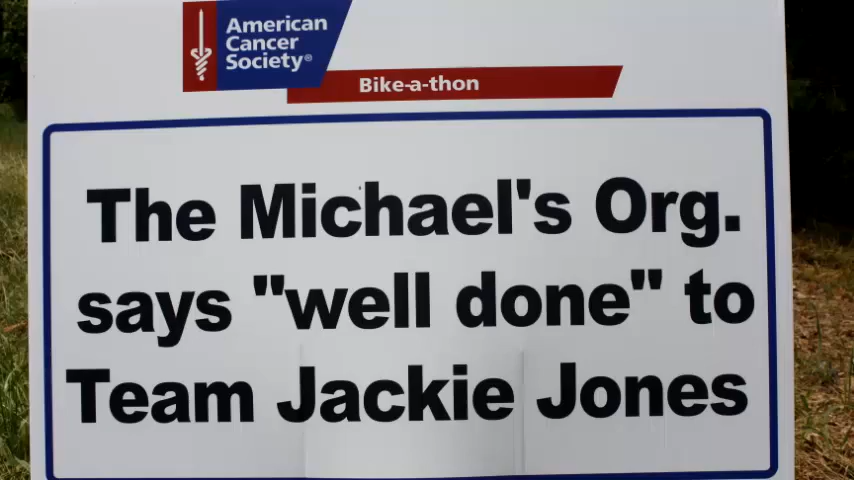 American
Cancer
Society®
Bike-a-thon
The Michael's Org.
says "well done" to
Team Jackie Jones